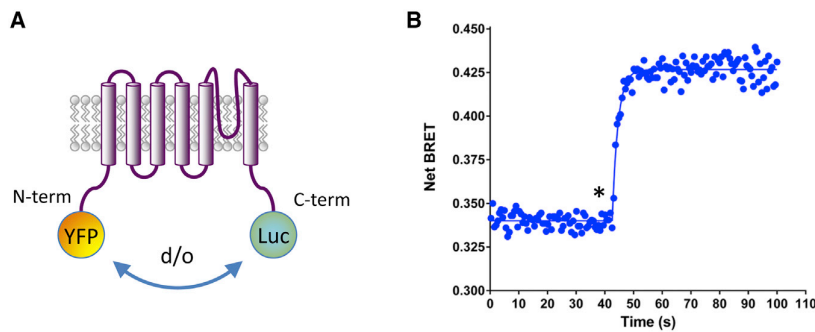 A
N-term
C-term
YFP
Luc
d/o
B
Net BRET
0.450
0.425
0.400
0.375
0.350
0.325
0.300
*
0 10 20 30 40 50 60 70 80 90 100 110
Time (s)